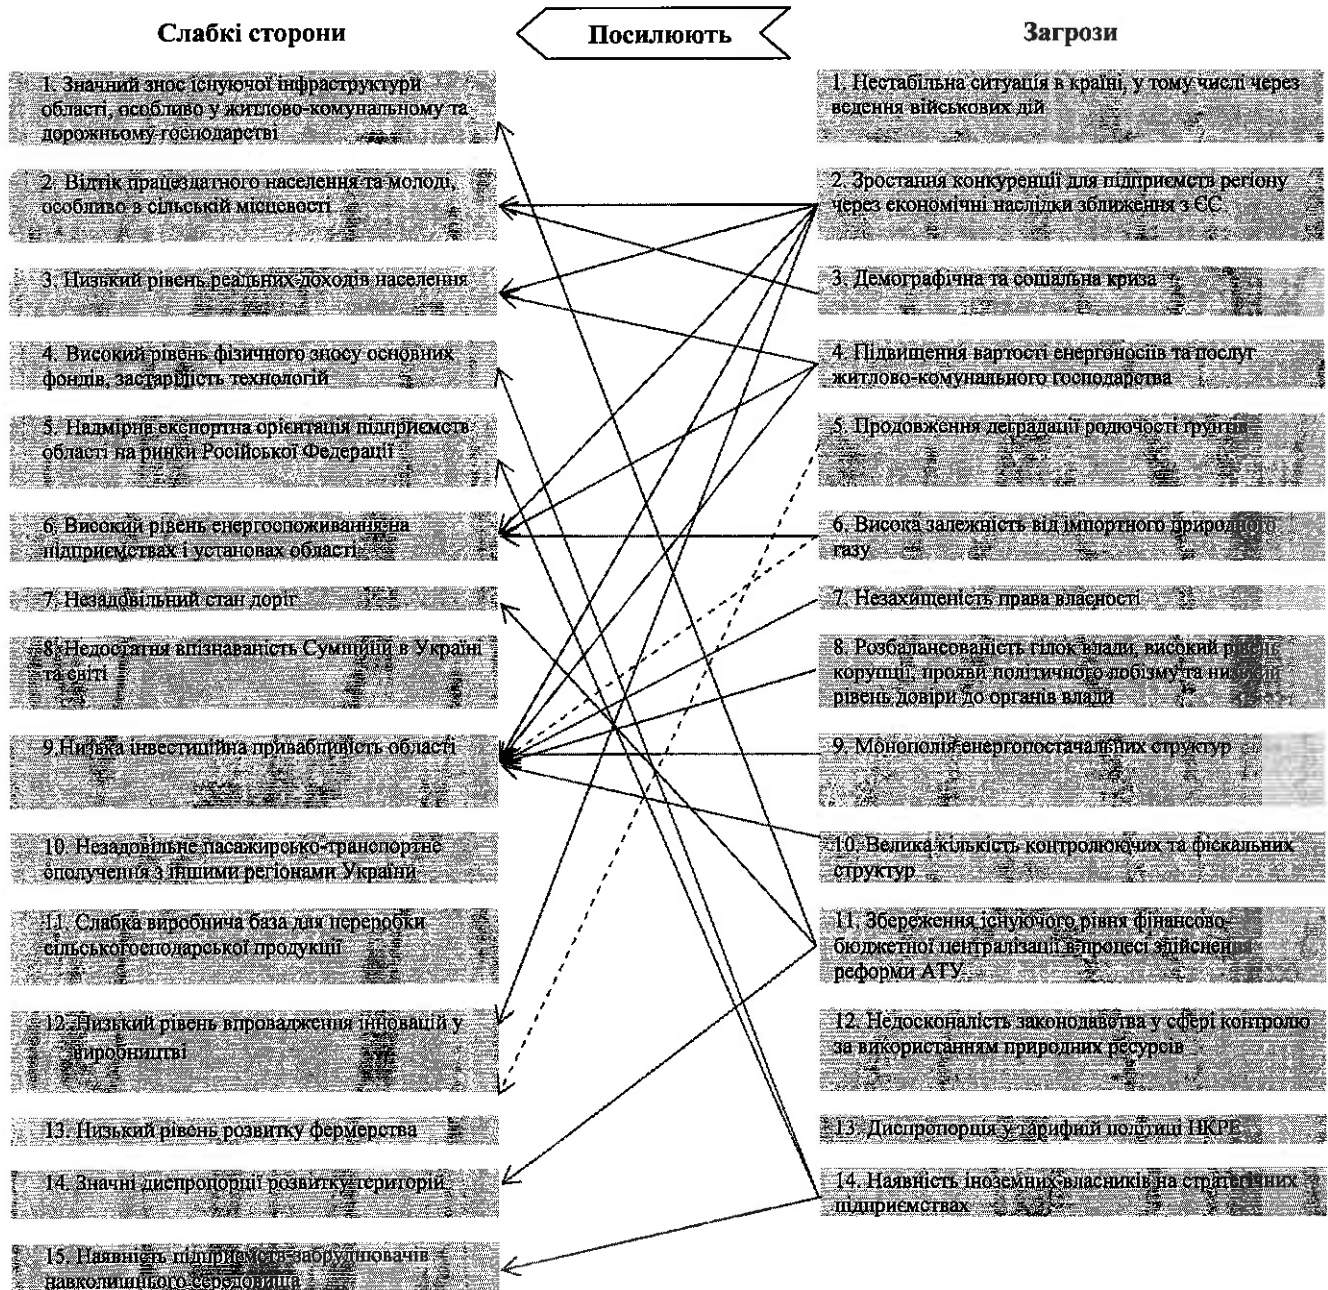 Слабкі сторони
Посилюють
Загрози
1. Значний знос існуючої інфраструктури
області, особливо у житлово-комунальному та
дорожньому господарстві
2. Відтік працездатного населення та молоді,
особливо в сільській місцевості
3. Низький рівень реальних доходів населення
4. Високий рівень фізичного зносу основних
фондів, застарілість технологій
5. Надмірна експортна орієнтація підприємств
області на ринки Російської Федерації
6. Високий рівень енергоспоживання на
підприємствах і установах області
7. Незадовільний стан доріг
8. Недостатня впізнаваність Сумщини в Україні
та світі
9.Низька інвестиційна привабливість області
10. Незадовільне пасажирсько-транспортне
сполучення з іншими регіонами України
11. Слабка виробнича база для переробки
сільськогосподарської продукції
12. Низький рівень впровадження інновацій у
виробництві
13. Низький рівень розвитку фермерства
14. Значні диспропорції розвитку територій
15. Наявність підприємств-забруднювачів
навколишнього середовища
1. Нестабільна ситуація в країні, у тому числі через
ведення військових дій
2. Зростання конкуренції для підприємств регіону
через економічні наслідки зближення з ЄС
3. Демографічна та соціальна криза
4. Підвищення вартості енергоносіїв та послуг
житлово-комунального господарства
5. Продовження деградації родючості ґрунтів
6. Висока залежність від імпортного природного
газу
7. Незахищеність права власності
8. Розбалансованість гілок влади, високий рівень
корупції, прояви політичного лобізму та низький
рівень довіри до органів влади
9. Монополія енергопостачальних структур
10. Велика кількість контролюючих та фіскальних
структур
11. Збереження існуючого рівня фінансово-
бюджетної централізації в процесі здійснення
реформи АТУ
12. Недосконалість законодавства у сфері контролю
за використанням природних ресурсів
13. Диспропорція у тарифній політиці НКРЕ
14. Наявність іноземних власників на стратегічних
підприємствах